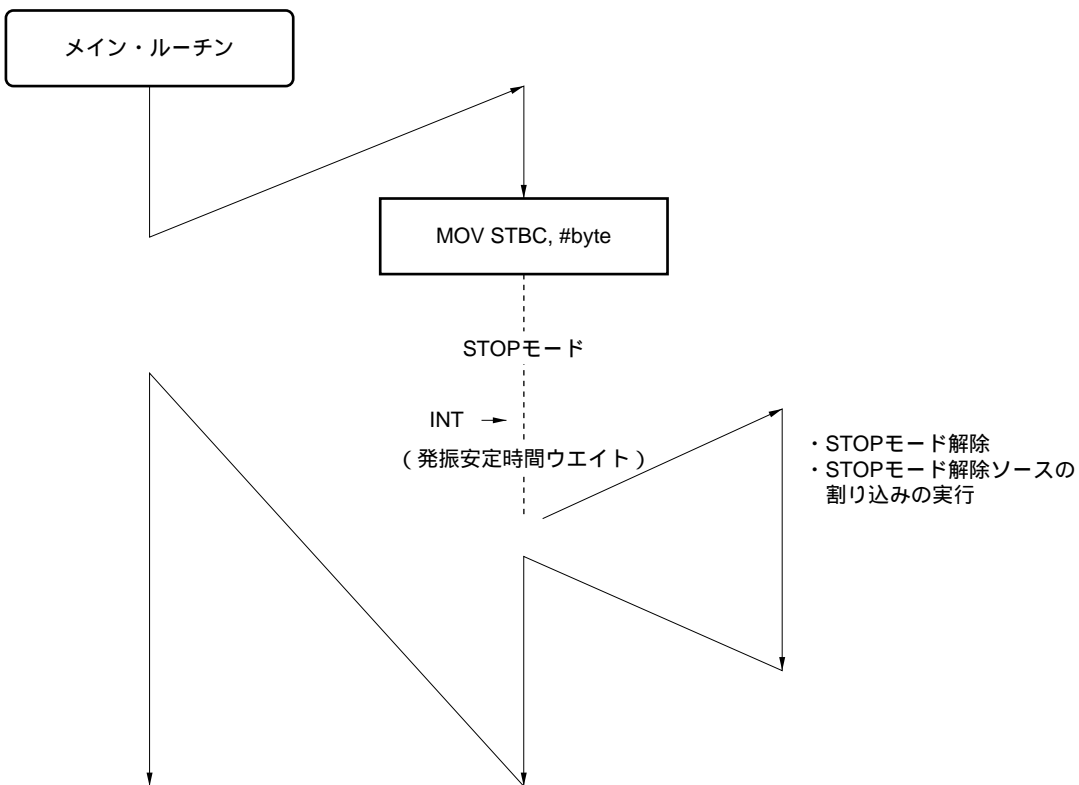 メイン・ルーチン
MOV STBC, #byte
STOPモード
INT
(発振安定時間ウエイト)
・STOPモード解除
・STOPモード解除ソースの
割り込みの実行